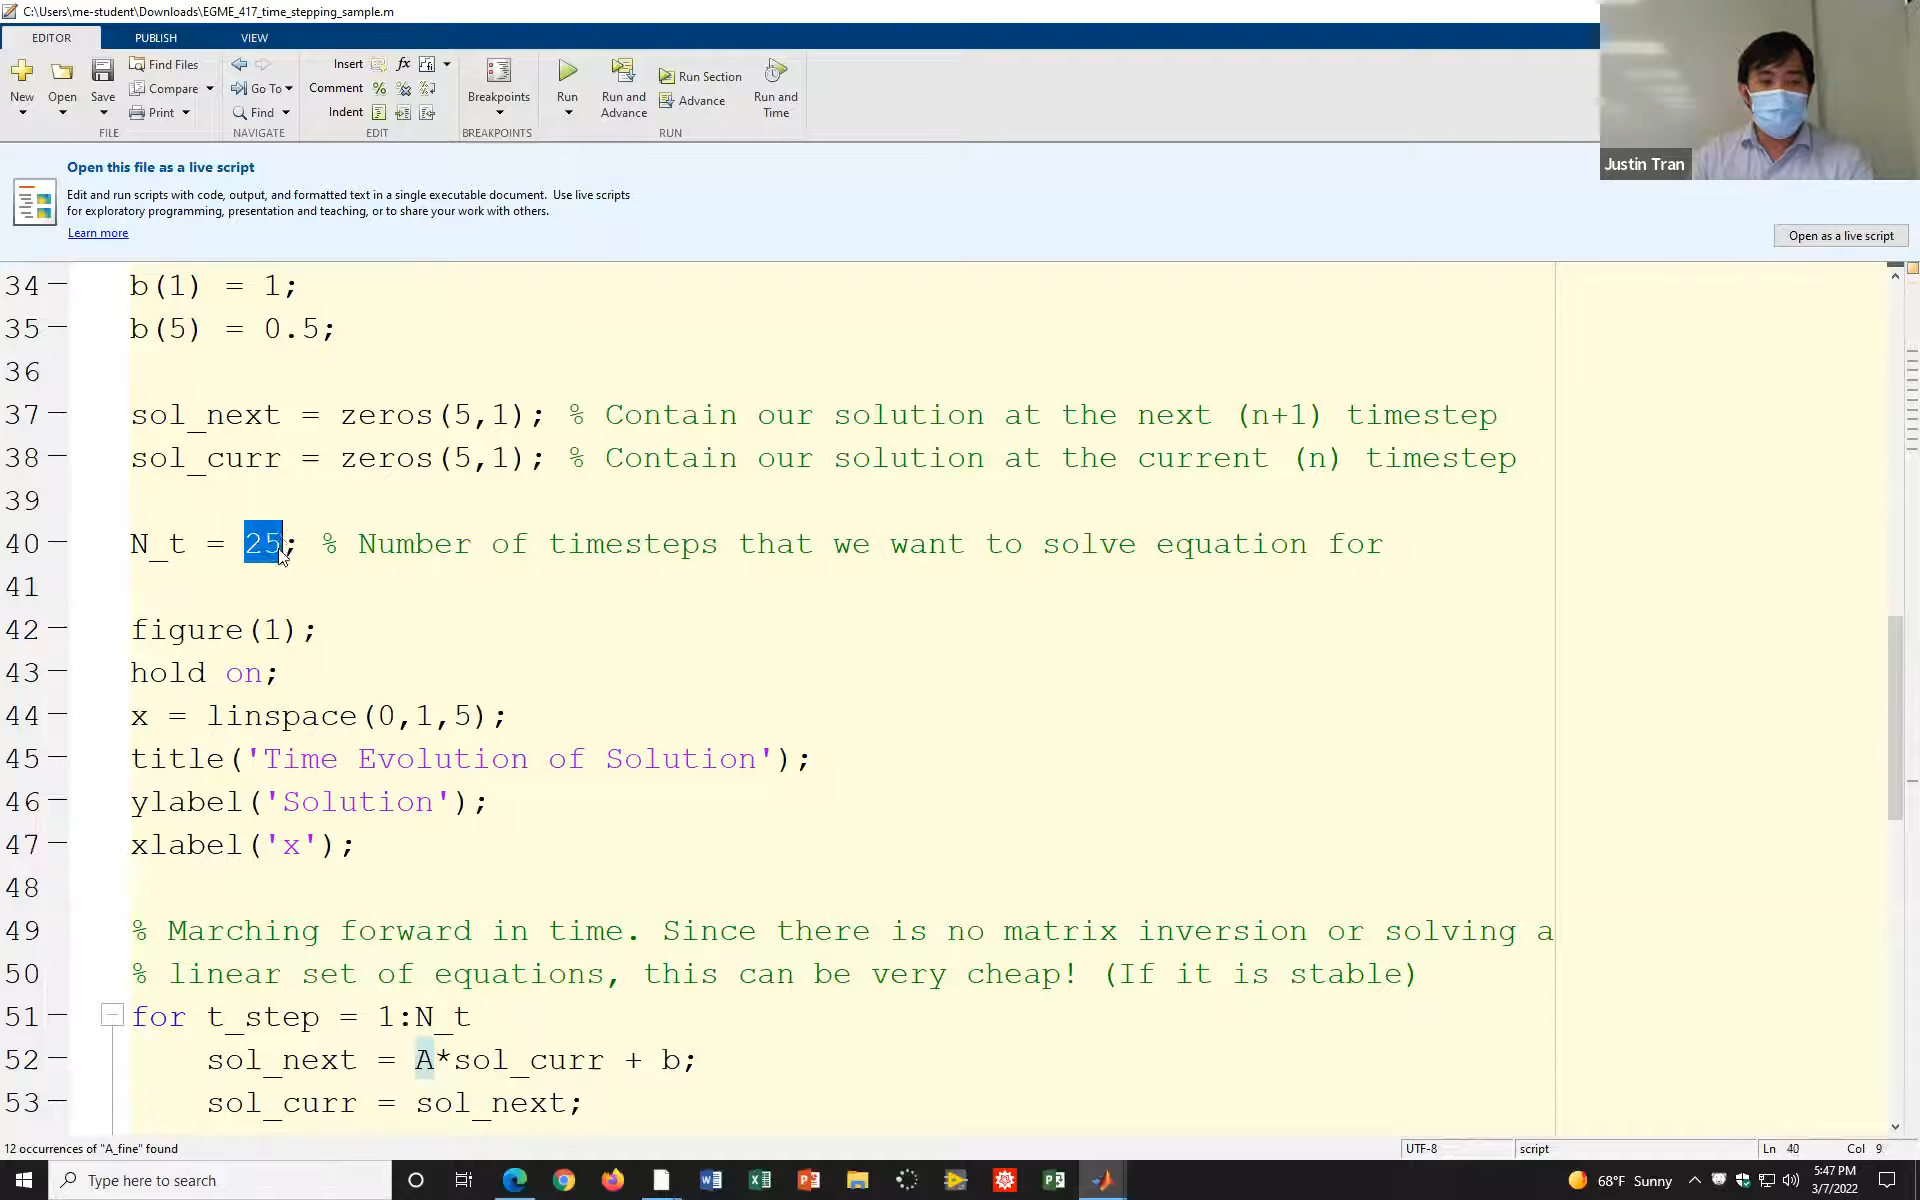 C:\Users\me-student\Downloads\EGME_417_time_stepping_sample.m
EDITOR PUBLISH VIEW
New Open Save Find Files Compare Print
FILE
Go To Find
NAVIGATE
Insert fx
Comment % %
Indent
EDIT
Breakpoints
BREAKPOINTS
Run Run and Advance Run Section Advance Run and Time
RUN
Justin Tran
Open this file as a live script
Edit and run scripts with code, output, and formatted text in a single executable document. Use live scripts
for exploratory programming, presentation and teaching, or to share your work with others.
Learn more
Open as a live script
34 b(1) = 1;
35 b(5) = 0.5;
36
37 sol_next = zeros(5,1); % Contain our solution at the next (n+1) timestep
38 sol_curr = zeros(5,1); % Contain our solution at the current (n) timestep
39
40 N_t = 25; % Number of timesteps that we want to solve equation for
41
42 figure(1);
43 hold on;
44 x = linspace(0,1,5);
45 title('Time Evolution of Solution');
46 ylabel('Solution');
47 xlabel('x');
48
49 % Marching forward in time. Since there is no matrix inversion or solving a
50 % linear set of equations, this can be very cheap! (If it is stable)
51 for t_step = 1:N_t
52 sol_next = A*sol_curr + b;
53 sol_curr = sol_next;
12 occurrences of "A_fine" found
UTF-8 script Ln 40 Col 9
Type here to search
68°F Sunny
5:47 PM
3/7/2022